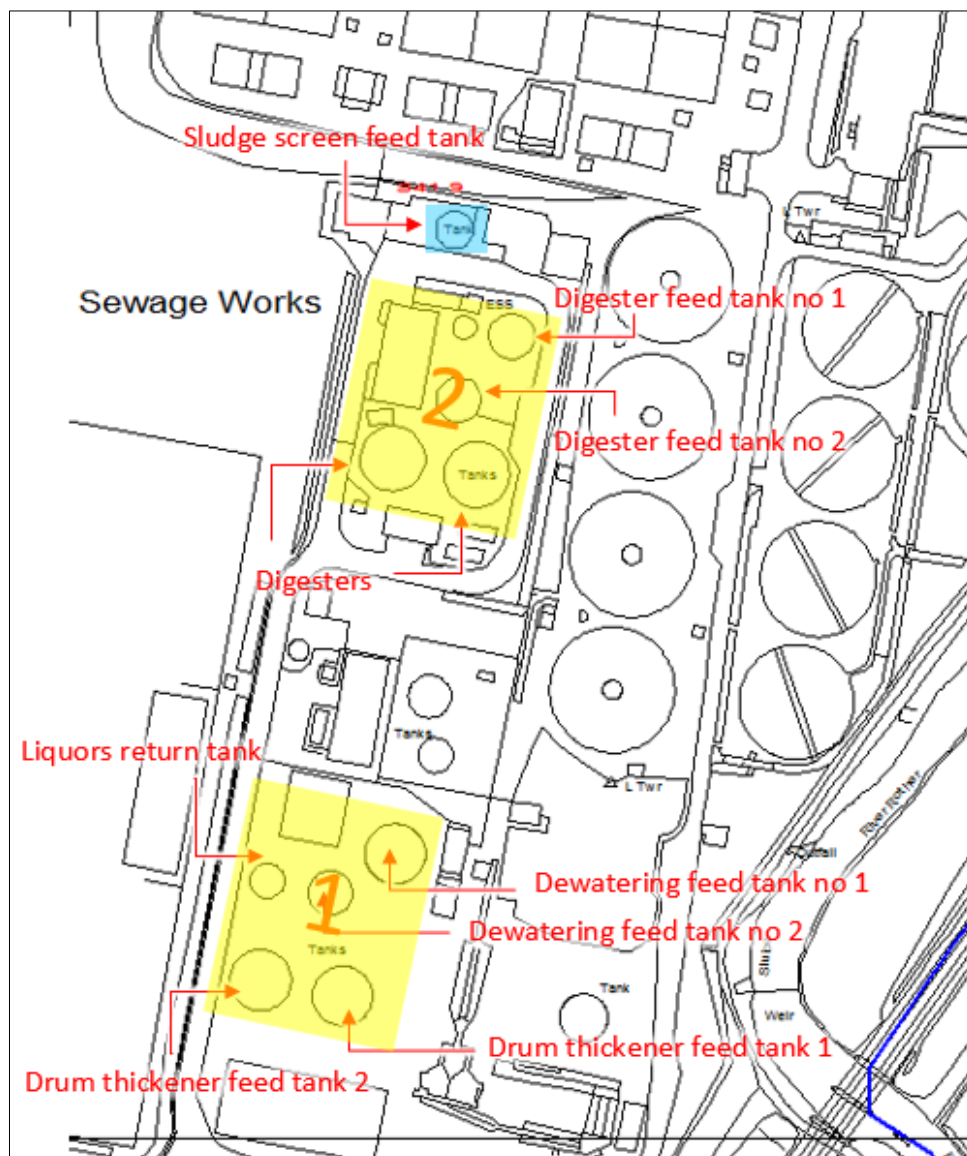 Sludge screen feed tank
Tank
L Twr
Sewage Works
ESS
Digester feed tank no 1
2
Digester feed tank no 2
Tanks
Digesters
Liquors return tank
Tanks
L Twr
River Rother
Outfall
1
Dewatering feed tank no 1
Dewatering feed tank no 2
Tanks
Tank
Weir
Drum thickener feed tank 1
Drum thickener feed tank 2